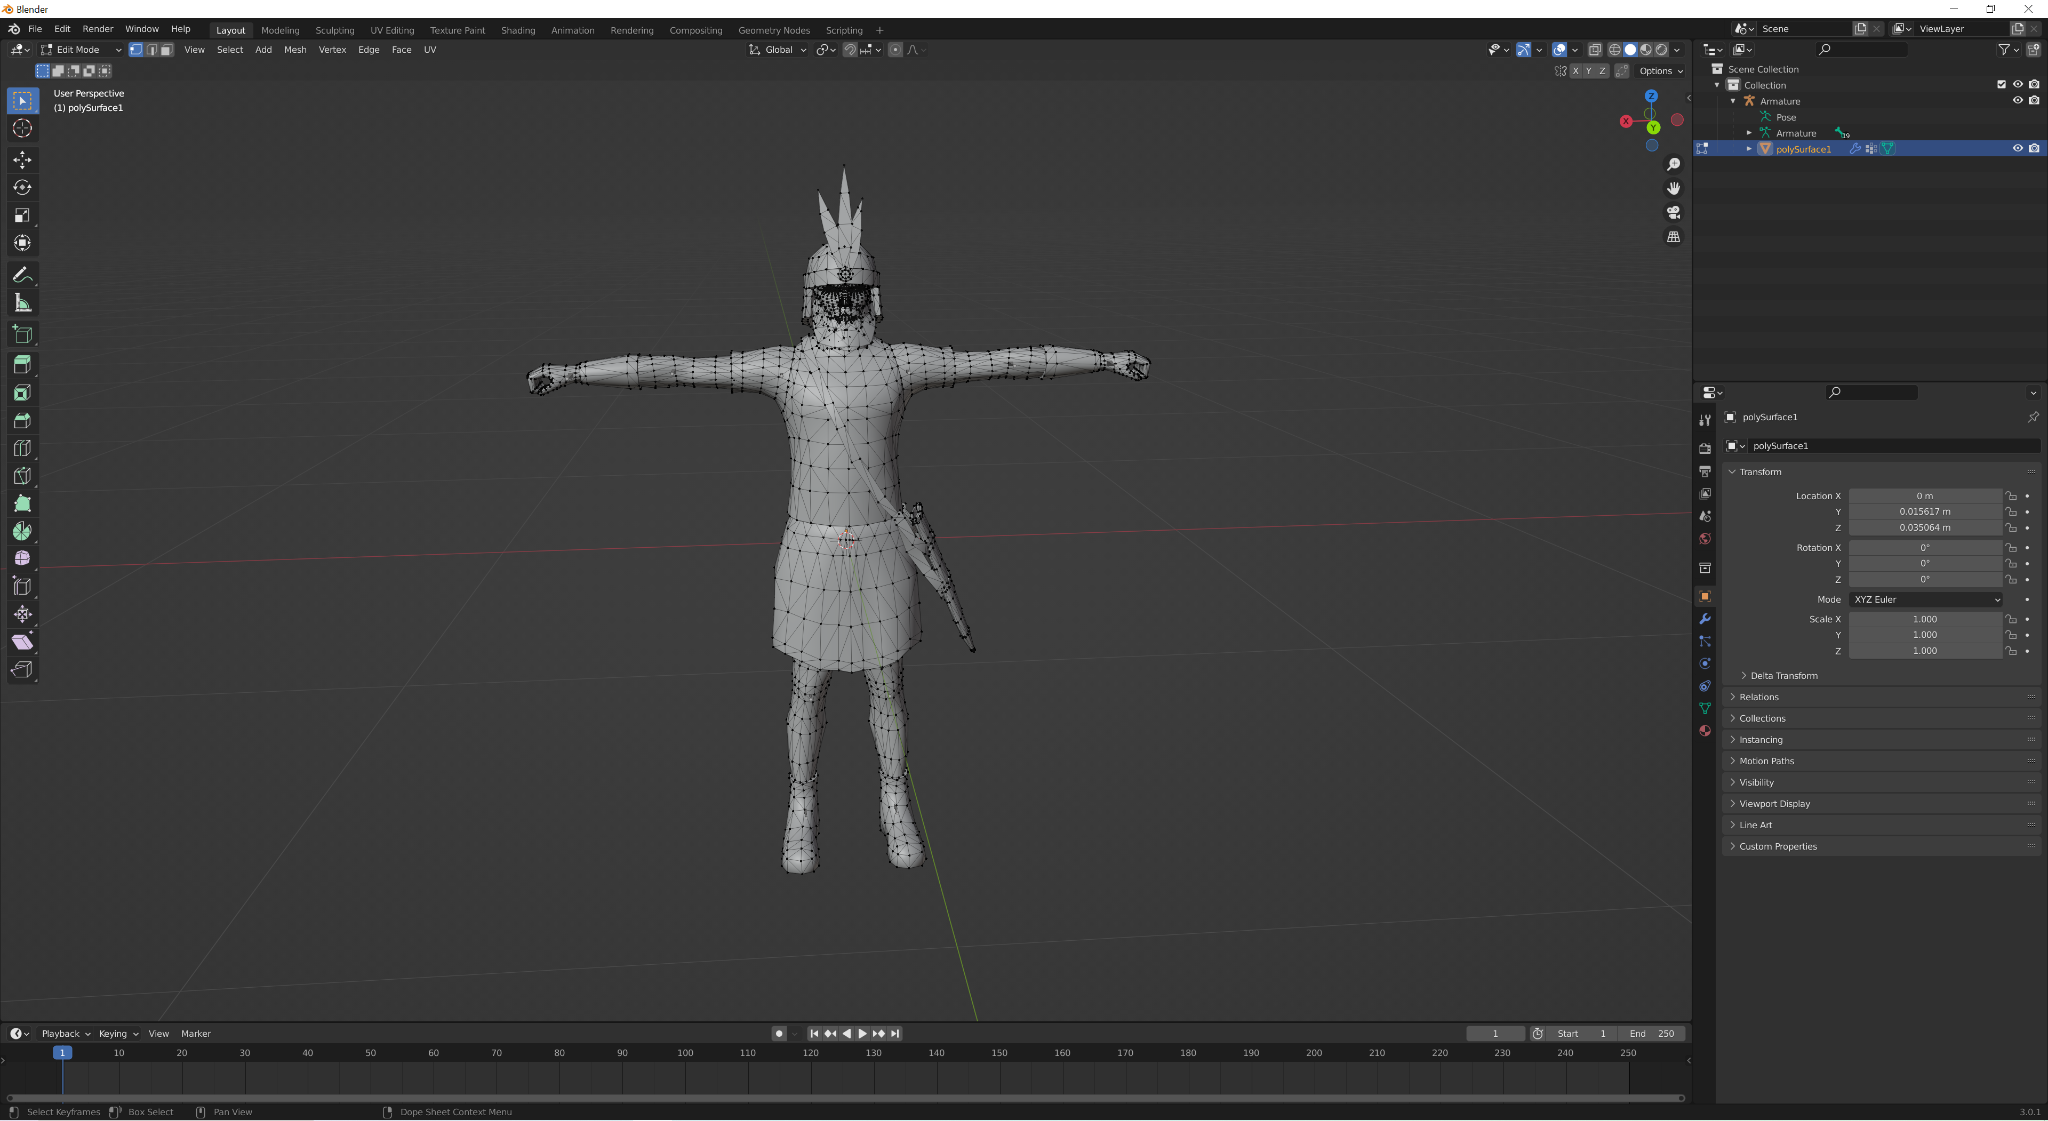 Blender
File Edit Render Window Help Layout Modeling Sculpting UV Editing Texture Paint Shading Animation Rendering Compositing Geometry Nodes Scripting + Scene ViewLayer
Edit Mode View Select Add Mesh Vertex Edge Face UV Global
X Y Z Options
User Perspective
(1) polySurface1
Z
X
Y
Scene Collection
Collection
Armature
Pose
Armature 19
polySurface1
polySurface1
polySurface1
Transform
Location X 0 m
Y 0.015617 m
Z 0.035064 m
Rotation X 0°
Y 0°
Z 0°
Mode XYZ Euler
Scale X 1.000
Y 1.000
Z 1.000
Delta Transform
Relations
Collections
Instancing
Motion Paths
Visibility
Viewport Display
Line Art
Custom Properties
Playback Keying View Marker 1 Start 1 End 250
1 10 20 30 40 50 60 70 80 90 100 110 120 130 140 150 160 170 180 190 200 210 220 230 240 250
Select Keyframes Box Select Pan View Dope Sheet Context Menu 3.0.1